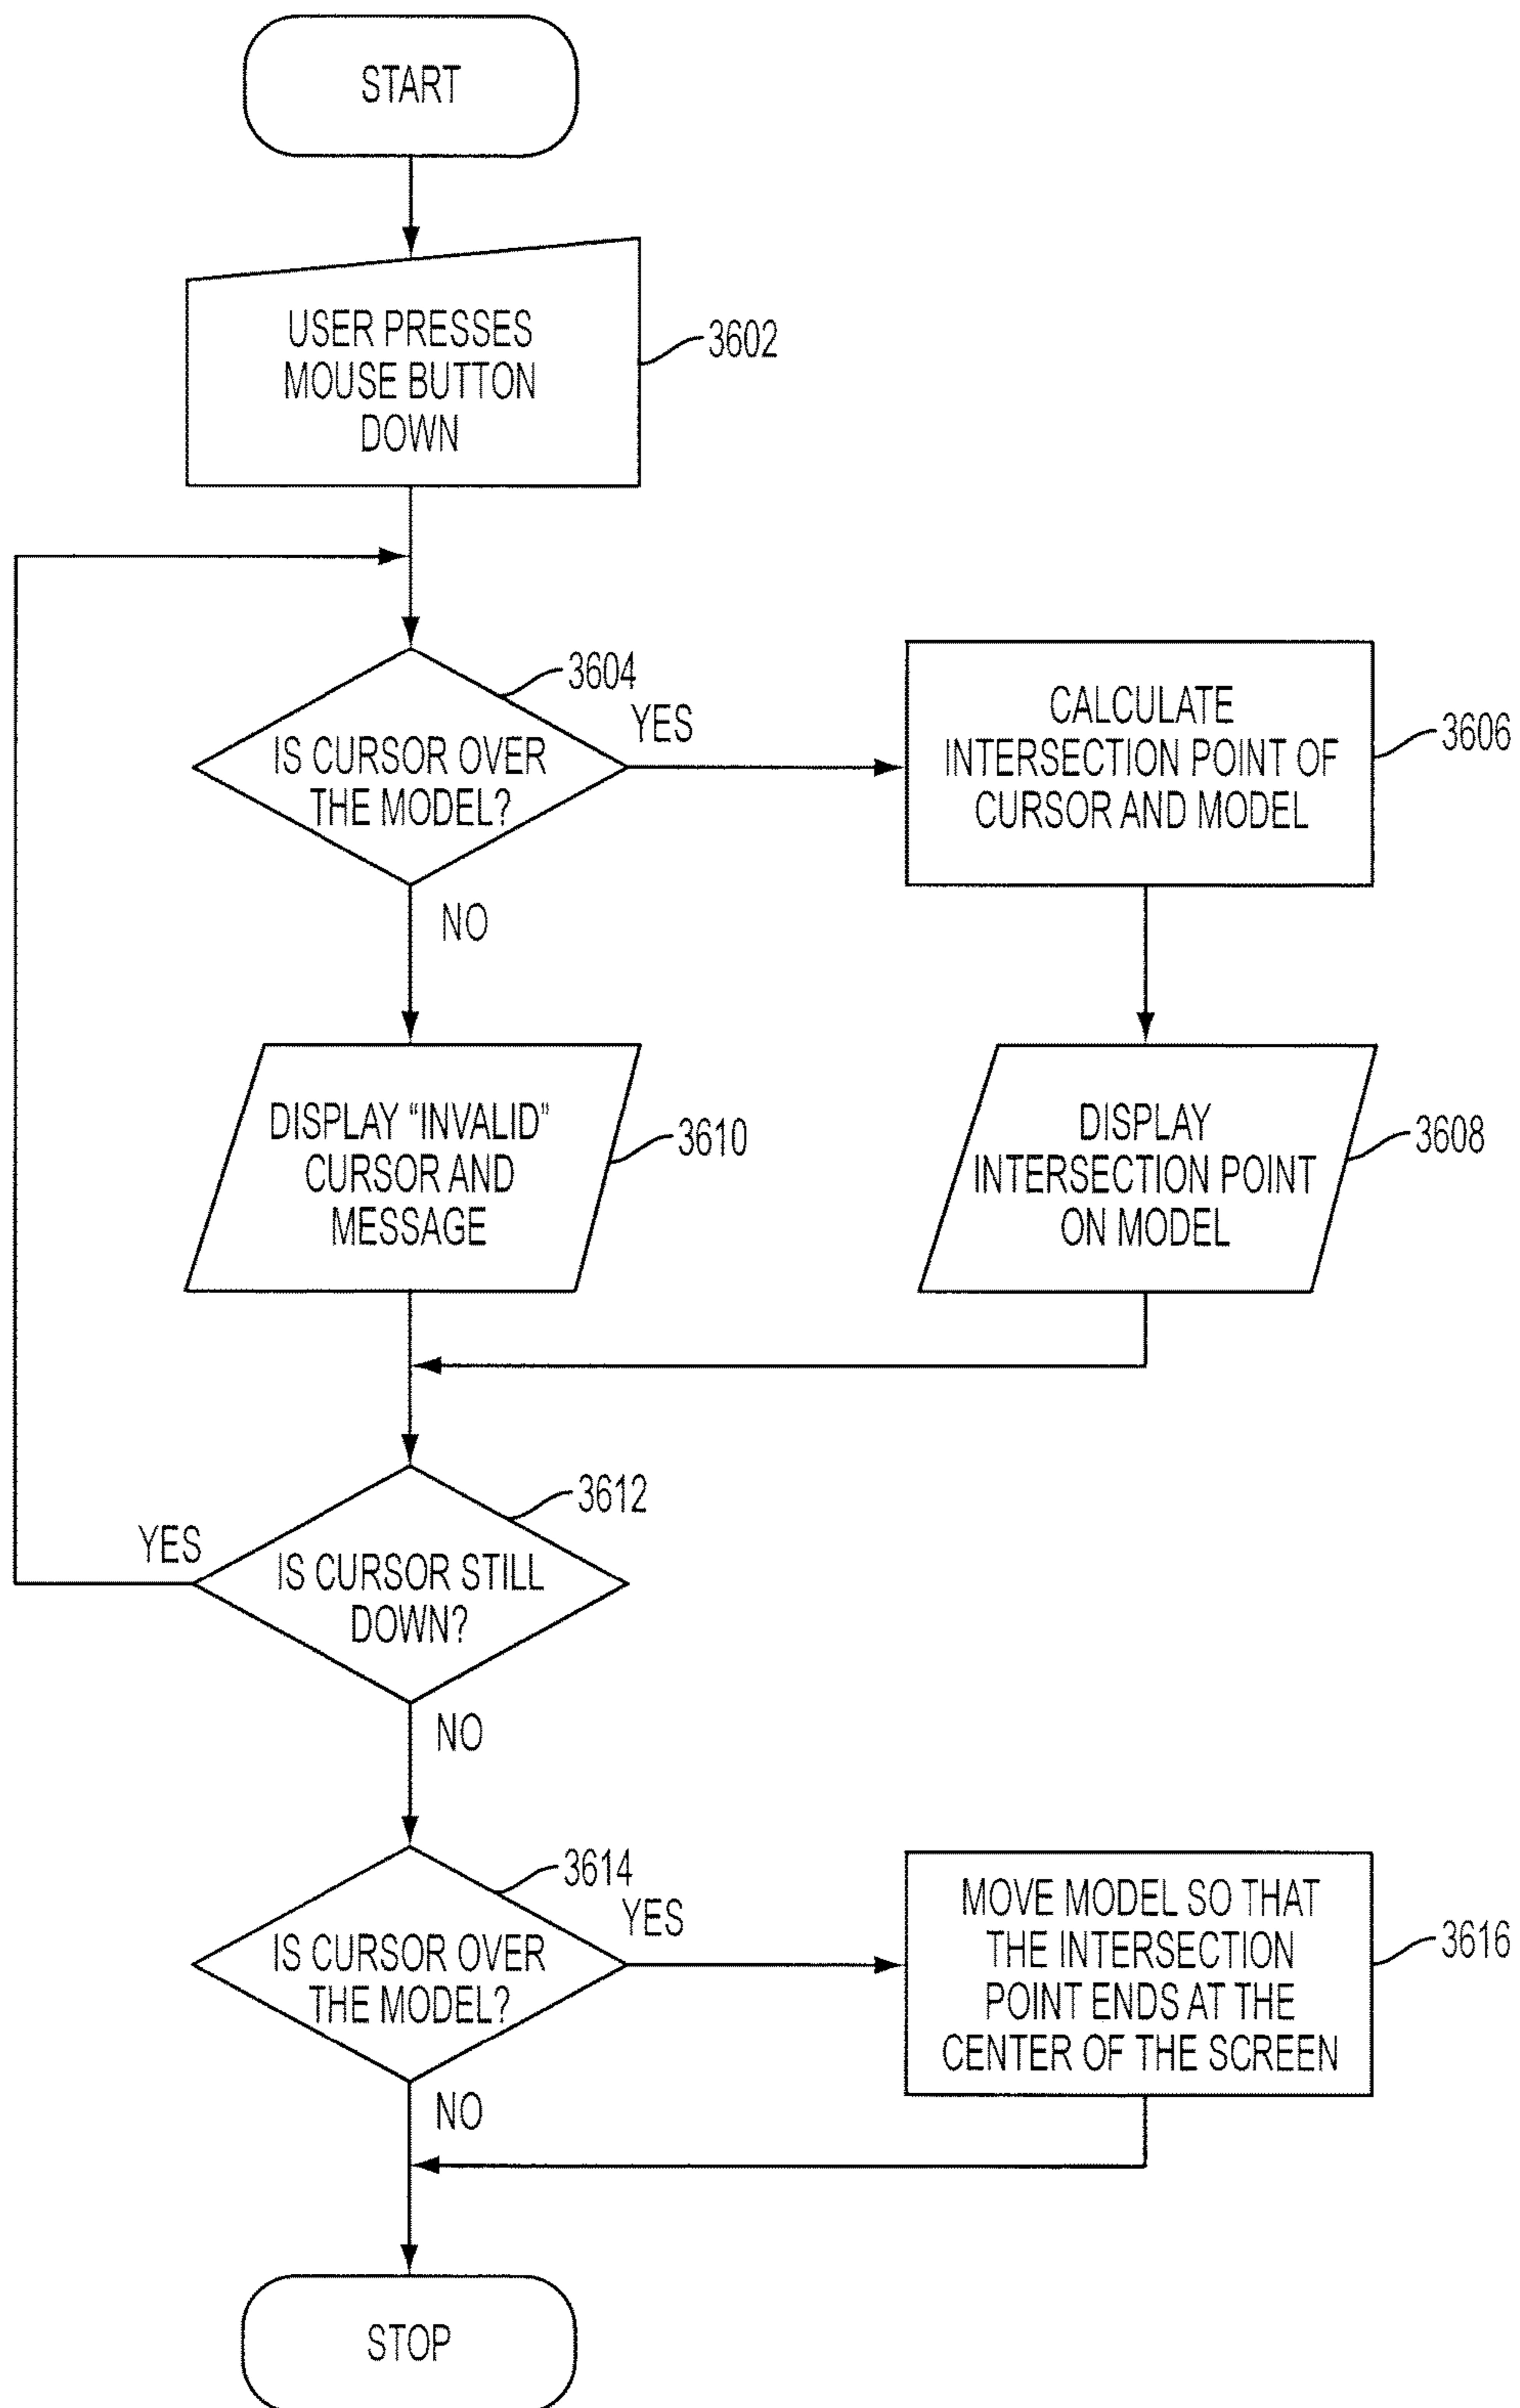 START
USER PRESSES
MOUSE BUTTON
DOWN
3602
3604
IS CURSOR OVER
THE MODEL?
YES
NO
CALCULATE
INTERSECTION POINT OF
CURSOR AND MODEL
3606
DISPLAY “INVALID”
CURSOR AND
MESSAGE
3610
DISPLAY
INTERSECTION POINT
ON MODEL
3608
3612
YES
IS CURSOR STILL
DOWN?
NO
3614
IS CURSOR OVER
THE MODEL?
YES
NO
MOVE MODEL SO THAT
THE INTERSECTION
POINT ENDS AT THE
CENTER OF THE SCREEN
3616
STOP